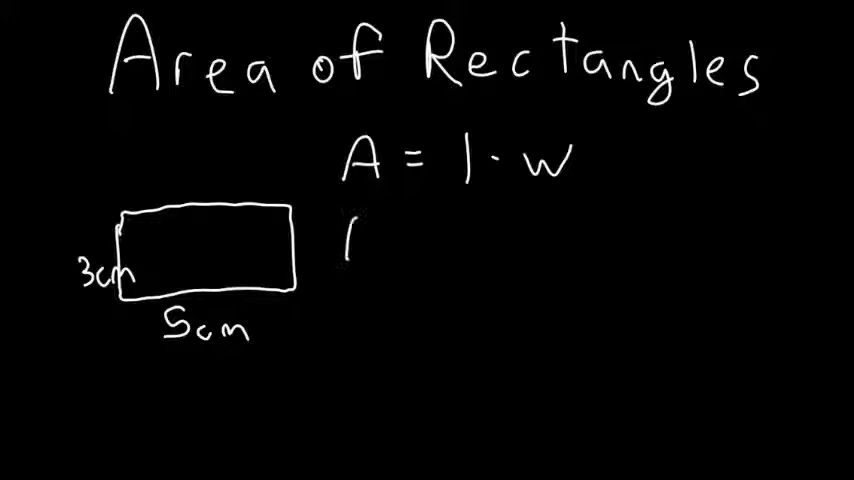 Area of Rectangles
A = l · w
3cm
5cm